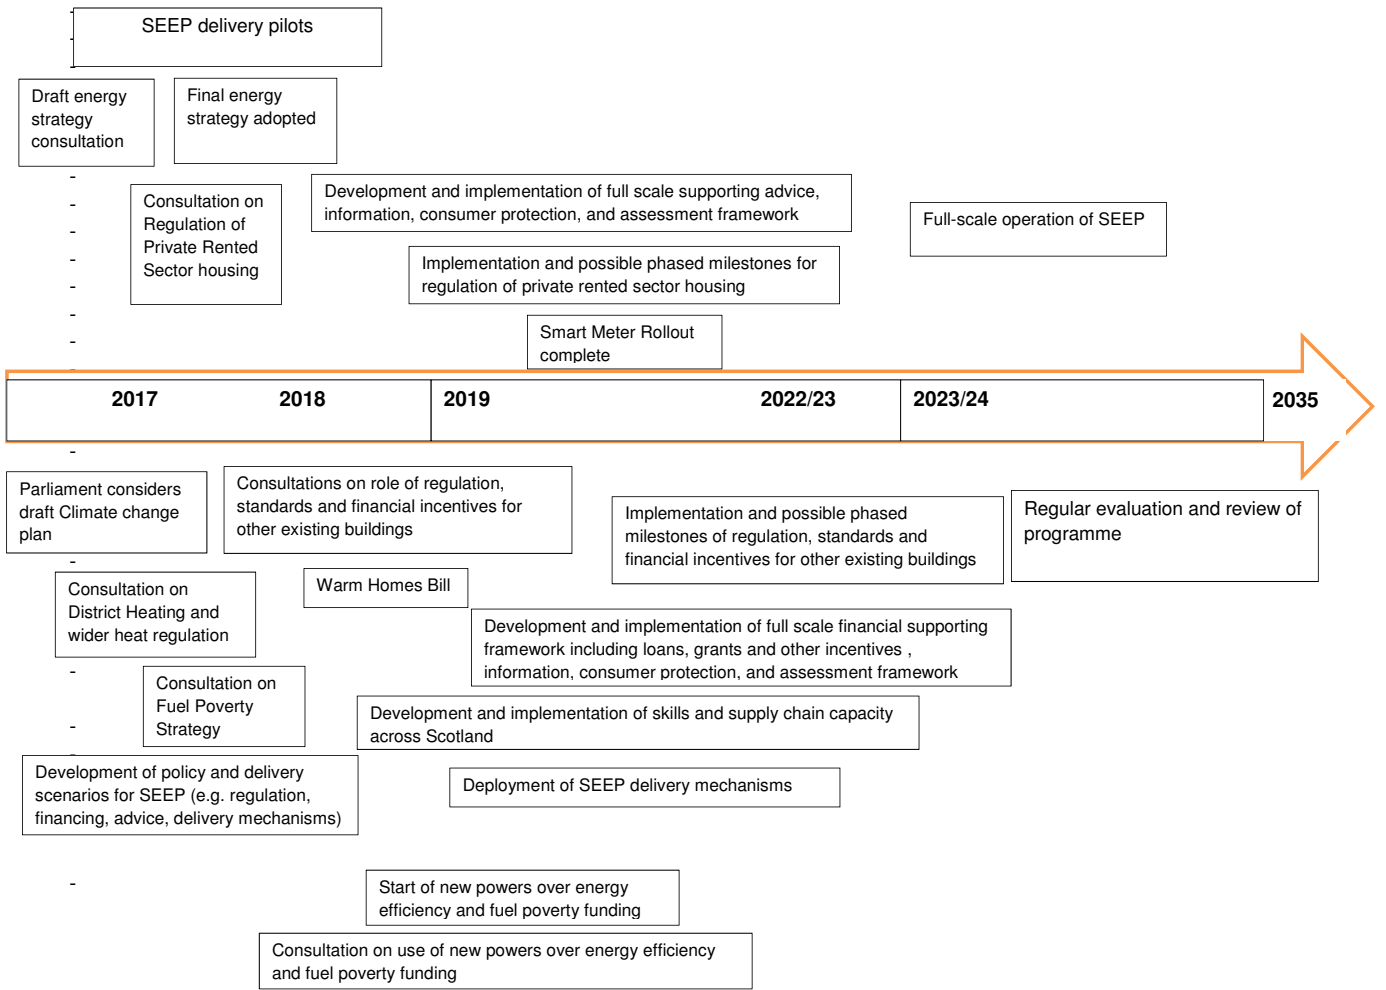 SEEP delivery pilots
Draft energy
strategy
consultation
Final energy
strategy adopted
Consultation on
Regulation of
Private Rented
Sector housing
Development and implementation of full scale supporting advice,
information, consumer protection, and assessment framework
Full-scale operation of SEEP
Implementation and possible phased milestones for
regulation of private rented sector housing
Smart Meter Rollout
complete
2017 2018 2019 2022/23 2023/24 2035
Parliament considers
draft Climate change
plan
Consultations on role of regulation,
standards and financial incentives for
other existing buildings
Implementation and possible phased
milestones of regulation, standards and
financial incentives for other existing buildings
Regular evaluation and review of
programme
Consultation on
District Heating and
wider heat regulation
Warm Homes Bill
Development and implementation of full scale financial supporting
framework including loans, grants and other incentives ,
information, consumer protection, and assessment framework
Consultation on
Fuel Poverty
Strategy
Development and implementation of skills and supply chain capacity
across Scotland
Development of policy and delivery
scenarios for SEEP (e.g. regulation,
financing, advice, delivery mechanisms)
Deployment of SEEP delivery mechanisms
Start of new powers over energy
efficiency and fuel poverty funding
Consultation on use of new powers over energy efficiency
and fuel poverty funding